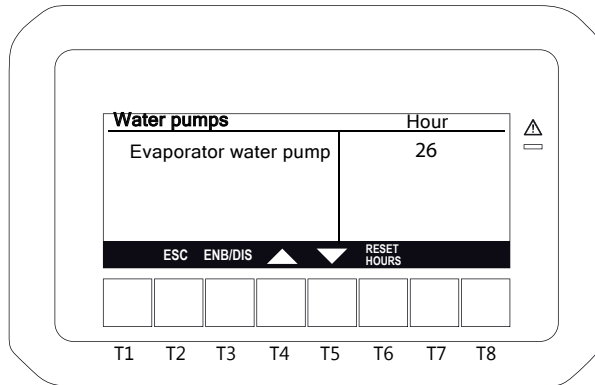 Water pumps Hour
Evaporator water pump 26
ESC ENB/DIS RESET HOURS
T1 T2 T3 T4 T5 T6 T7 T8